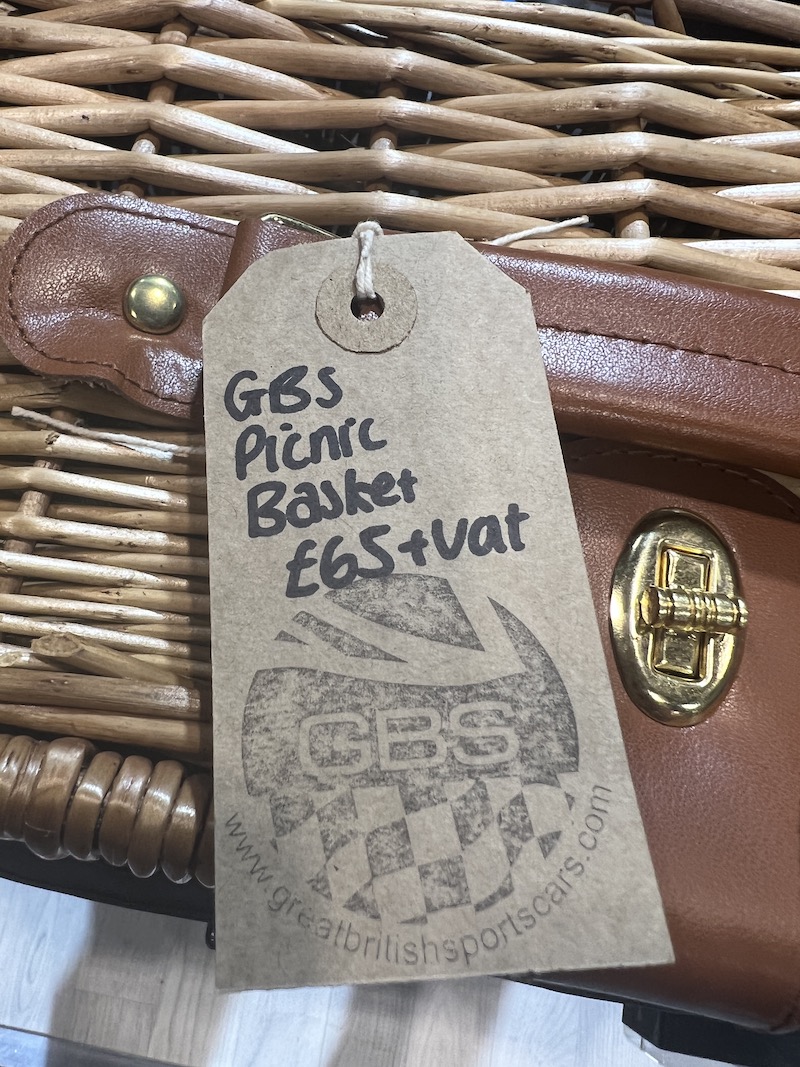 GBS
Picnic
Basket
£65+vat
GBS
www.greatbritishsportscars.com